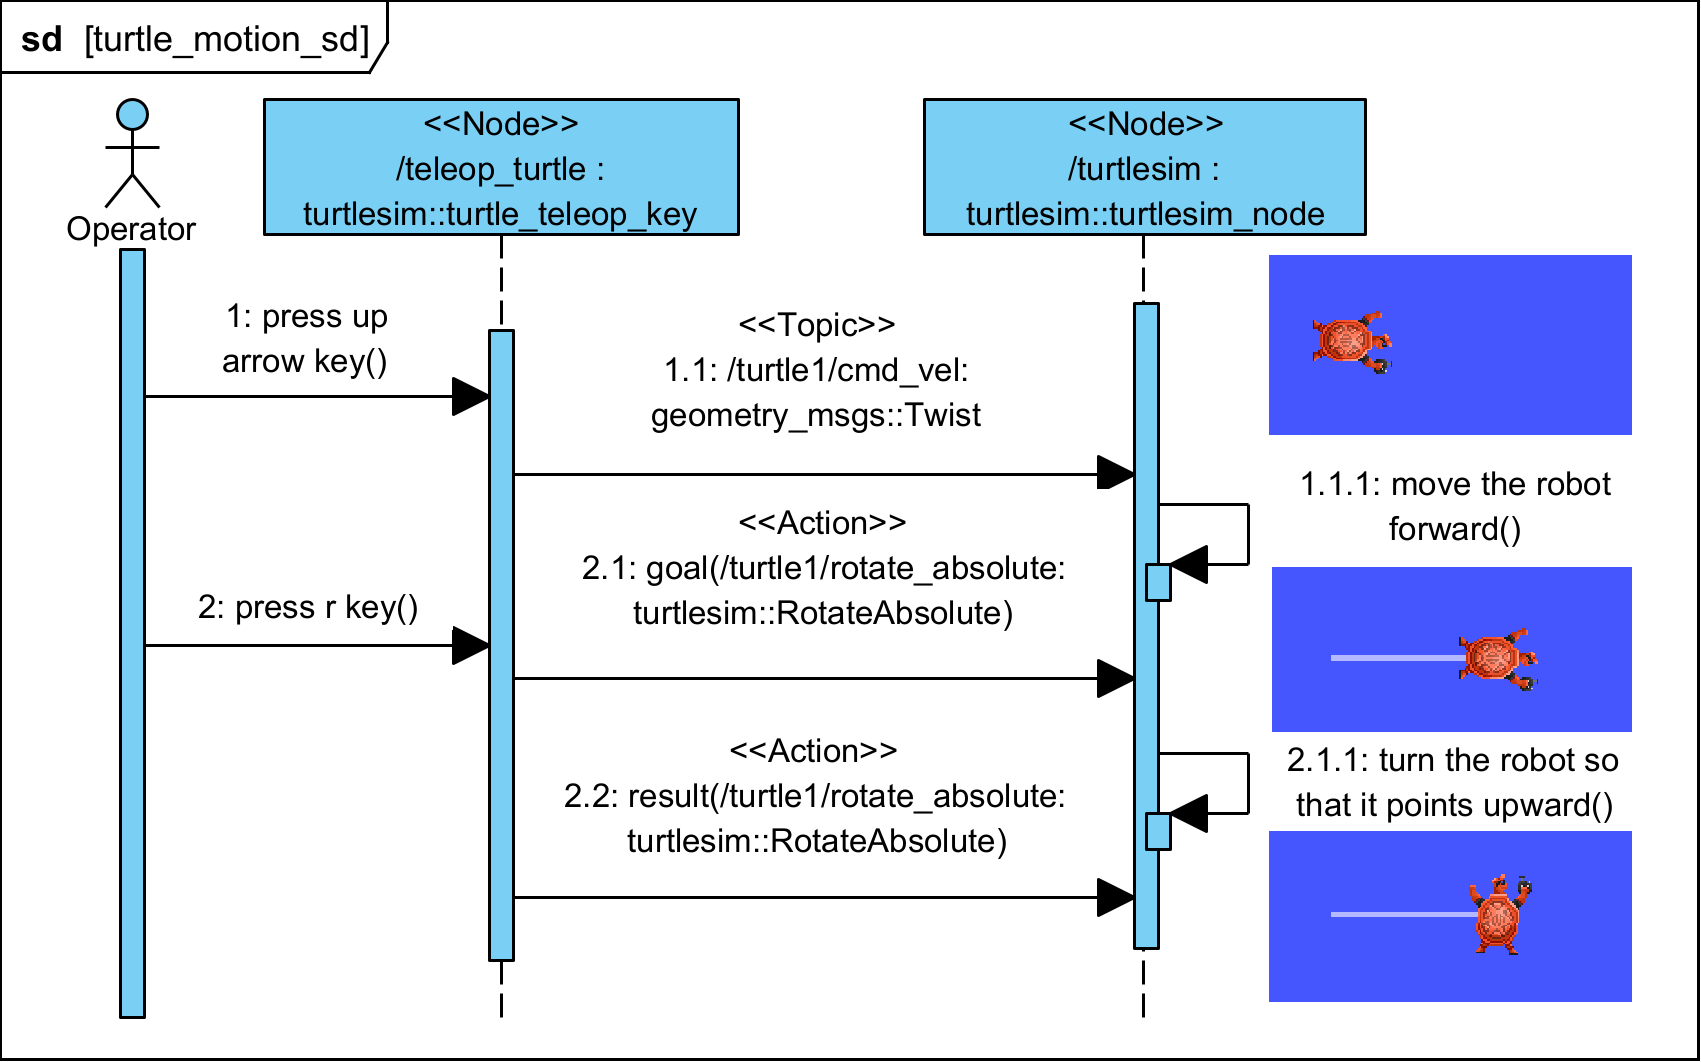 sd [turtle_motion_sd]
Operator
<<Node>>
/teleop_turtle :
turtlesim::turtle_teleop_key
<<Node>>
/turtlesim :
turtlesim::turtlesim_node
1: press up
arrow key()
<<Topic>>
1.1: /turtle1/cmd_vel:
geometry_msgs::Twist
1.1.1: move the robot
forward()
2: press r key()
<<Action>>
2.1: goal(/turtle1/rotate_absolute:
turtlesim::RotateAbsolute)
2.1.1: turn the robot so
that it points upward()
<<Action>>
2.2: result(/turtle1/rotate_absolute:
turtlesim::RotateAbsolute)